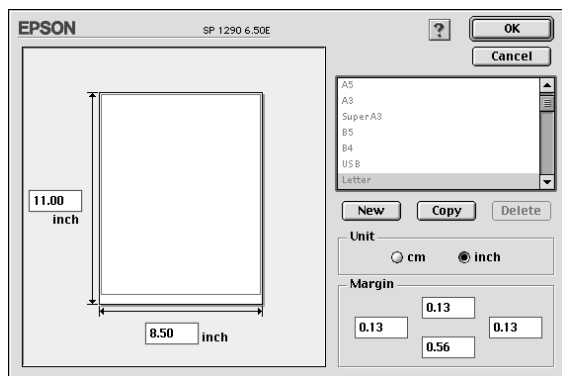 EPSON SP 1290 6.50E ? OK
Cancel
A5
A3
SuperA3
B5
B4
USB
Letter
New Copy Delete
Unit
cm inch
Margin
0.13
0.13 0.13
0.56
11.00
inch
8.50 inch